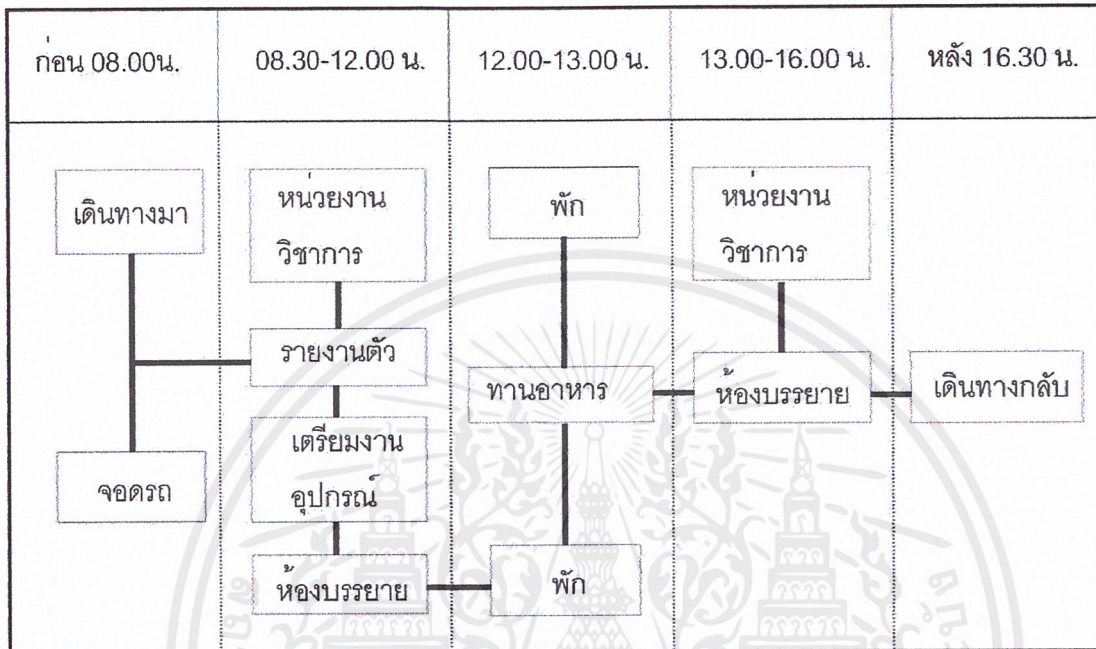 ก่อน 08.00น.
08.30-12.00 น.
12.00-13.00 น.
13.00-16.00 น.
หลัง 16.30 น.
เดินทางมา
จอดรถ
หน่วยงาน
วิชาการ
รายงานตัว
เตรียมงาน
อุปกรณ์
ห้องบรรยาย
พัก
ทานอาหาร
พัก
หน่วยงาน
วิชาการ
ห้องบรรยาย
เดินทางกลับ